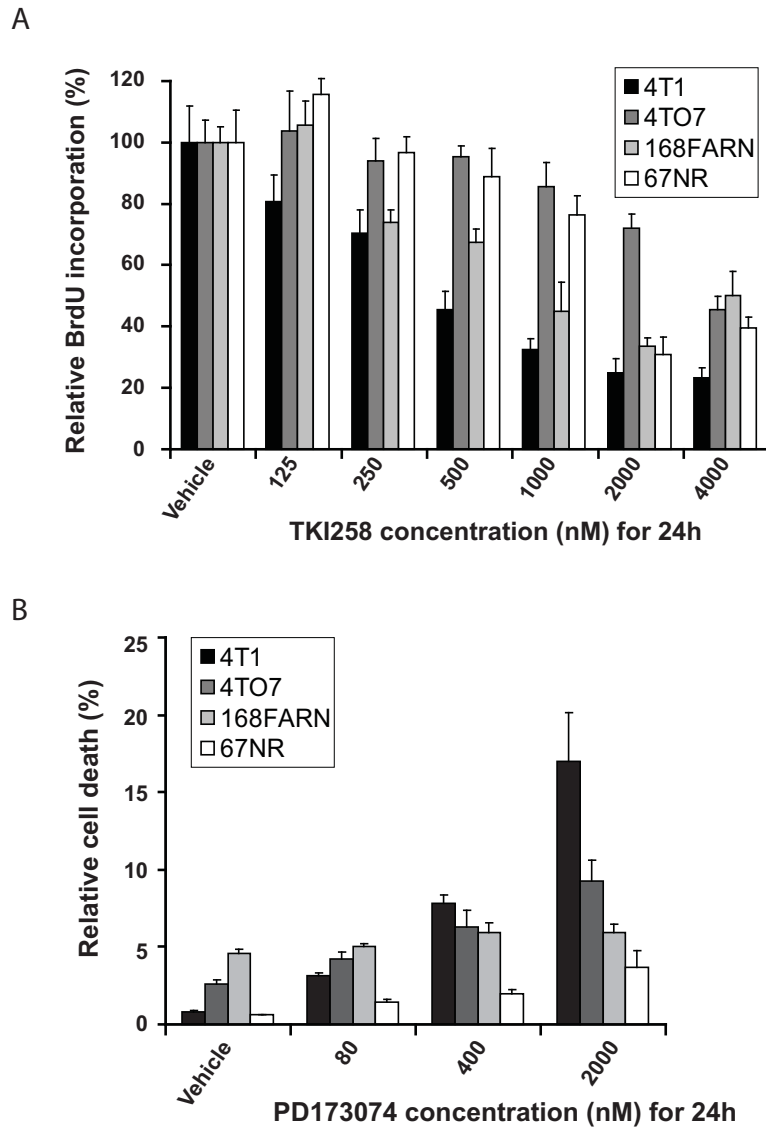 A
Relative BrdU incorporation (%)
120
100
80
60
40
20
0
4T1
4TO7
168FARN
67NR
Vehicle
125
250
500
1000
2000
4000
TKI258 concentration (nM) for 24h
B
Relative cell death (%)
25
20
15
10
5
0
4T1
4TO7
168FARN
67NR
Vehicle
80
400
2000
PD173074 concentration (nM) for 24h